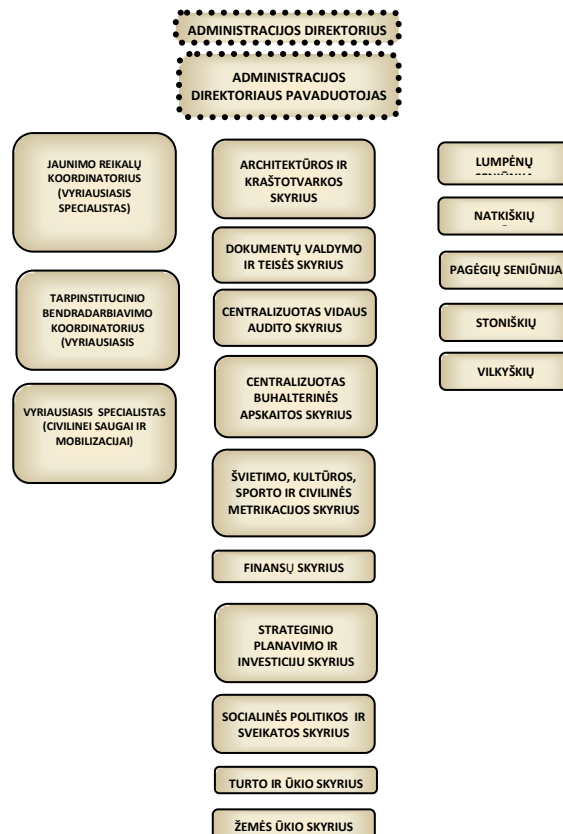 ADMINISTRACIJOS DIREKTORIUS
ADMINISTRACIJOS
DIREKTORIAUS PAVADUOTOJAS
JAUNIMO REIKALŲ
KOORDINATORIUS
(VYRIAUSIASIS
SPECIALISTAS)
TARPINSTITUCINIO
BENDRADARBIAVIMO
KOORDINATORIUS
(VYRIAUSIASIS
VYRIAUSIASIS SPECIALISTAS
(CIVILINEI SAUGAI IR
MOBILIZACIJAI)
ARCHITEKTŪROS IR
KRAŠTOTVARKOS
SKYRIUS
DOKUMENTŲ VALDYMO
IR TEISĖS SKYRIUS
CENTRALIZUOTAS VIDAUS
AUDITO SKYRIUS
CENTRALIZUOTAS
BUHALTERINĖS
APSKAITOS SKYRIUS
ŠVIETIMO, KULTŪROS,
SPORTO IR CIVILINĖS
METRIKACIJOS SKYRIUS
FINANSŲ SKYRIUS
STRATEGINIO
PLANAVIMO IR
INVESTICIJU SKYRIUS
SOCIALINĖS POLITIKOS IR
SVEIKATOS SKYRIUS
TURTO IR ŪKIO SKYRIUS
ŽEMĖS ŪKIO SKYRIUS
LUMPĖNŲ
NATKIŠKIŲ
PAGĖGIŲ SENIŪNIJA
STONIŠKIŲ
VILKYŠKIŲ